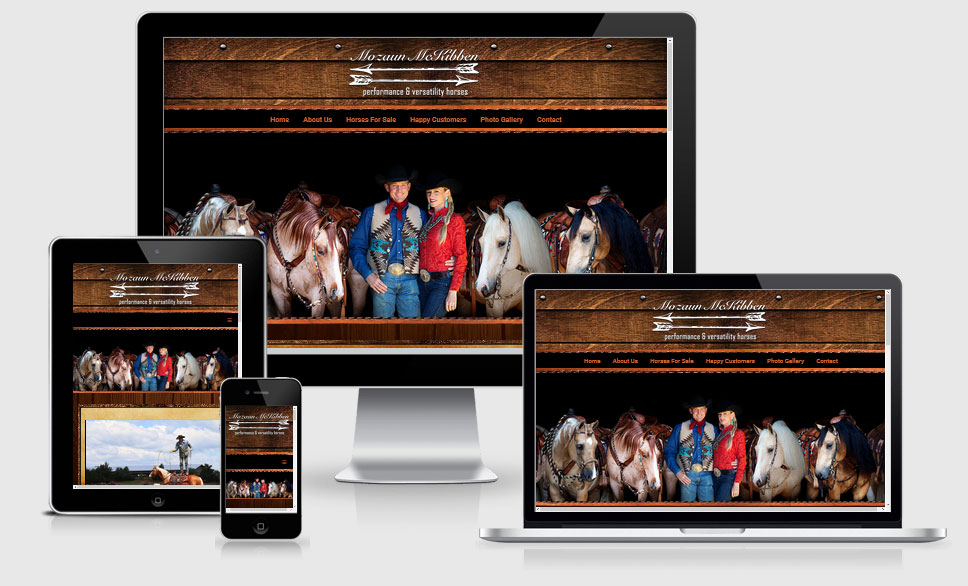 Mozaun McKibben
performance & versatility horses
Home About Us Horses For Sale Happy Customers Photo Gallery Contact
Mozaun McKibben
performance & versatility horses
Mozaun McKibben
performance & versatility horses
Home About Us Horses For Sale Happy Customers Photo Gallery Contact
Mozaun McKibben
performance & versatility horses